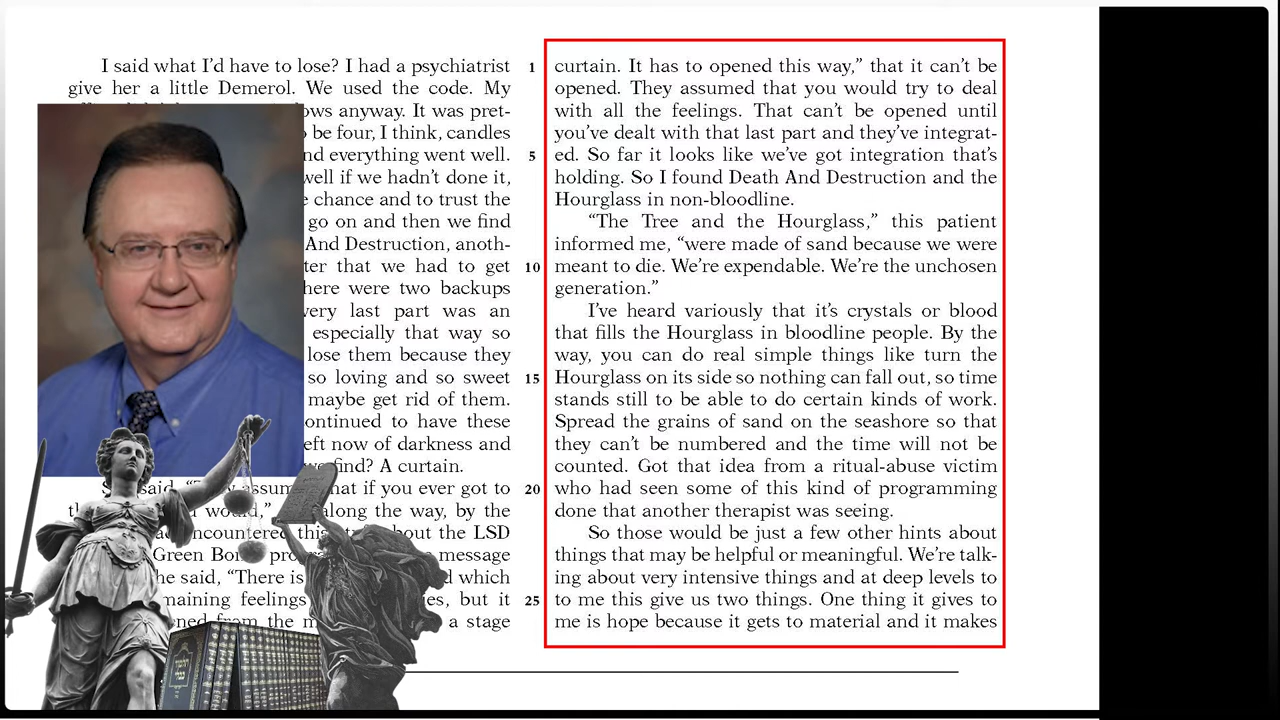 I said what I'd have to lose? I had a psychiatrist
give her a little Demerol. We used the code. My
ows anyway. It was pret-
be four, I think, candles
nd everything went well.
well if we hadn't done it,
chance and to trust the
go on and then we find
And Destruction, anoth-
ter that we had to get
here were two backups
very last part was an
especially that way so
lose them because they
so loving and so sweet
maybe get rid of them.
ontinued to have these
eft now of darkness and
find? A curtain.
said, that if you ever got to
would," along the way, by the
encountered this about the LSD
Green message
he said, "There is which
maining feelings but it
from the a stage
1
5
10
15
20
25
curtain. It has to opened this way," that it can't be
opened. They assumed that you would try to deal
with all the feelings. That can't be opened until
you've dealt with that last part and they've integrat-
ed. So far it looks like we've got integration that's
holding. So I found Death And Destruction and the
Hourglass in non-bloodline.
"The Tree and the Hourglass," this patient
informed me, "were made of sand because we were
meant to die. We're expendable. We're the unchosen
generation."
I've heard variously that it's crystals or blood
that fills the Hourglass in bloodline people. By the
way, you can do real simple things like turn the
Hourglass on its side so nothing can fall out, so time
stands still to be able to do certain kinds of work.
Spread the grains of sand on the seashore so that
they can't be numbered and the time will not be
counted. Got that idea from a ritual-abuse victim
who had seen some of this kind of programming
done that another therapist was seeing.
So those would be just a few other hints about
things that may be helpful or meaningful. We're talk-
ing about very intensive things and at deep levels to
to me this give us two things. One thing it gives to
me is hope because it gets to material and it makes